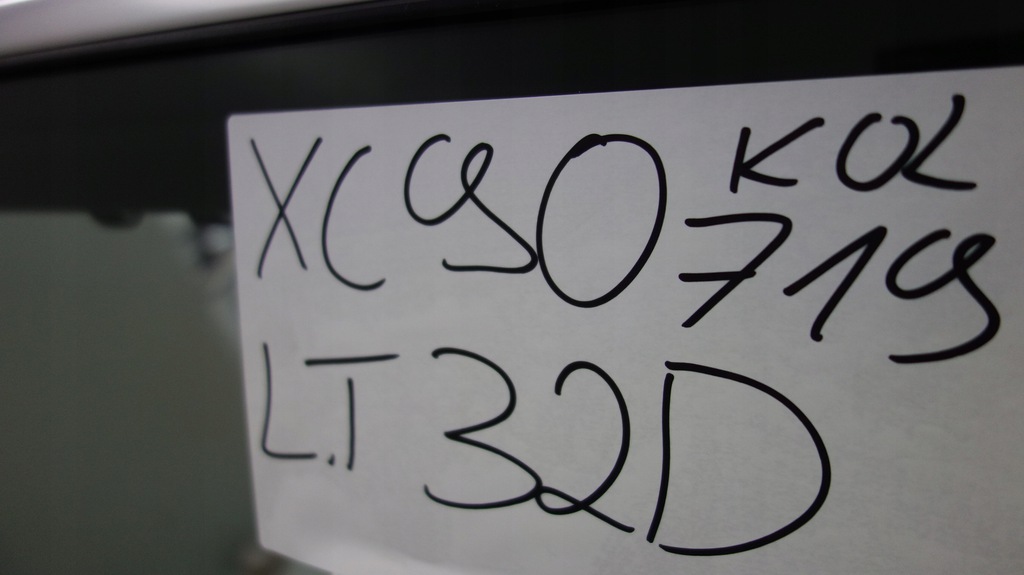 XC90 KOL
719
L.T 32D